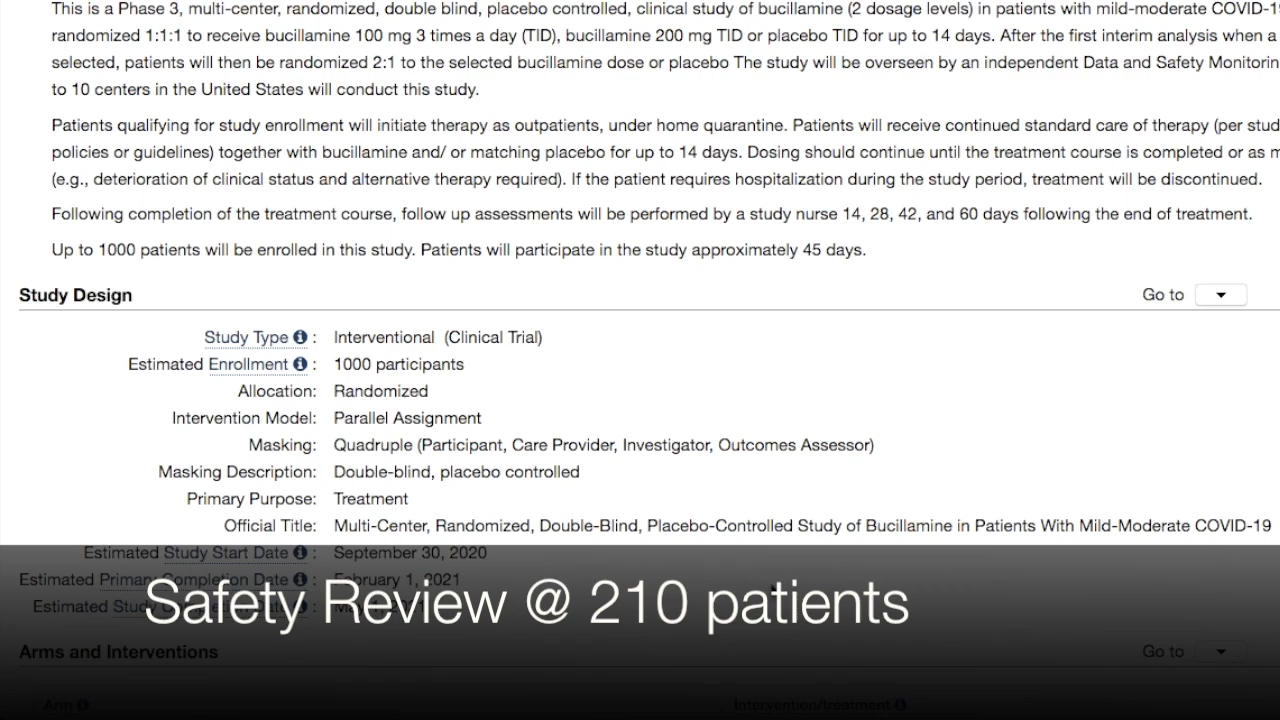 This is a Phase 3, multi-center, randomized, double blind, placebo controlled, clinical study of bucillamine (2 dosage levels) in patients with mild-moderate COVID-19
randomized 1:1:1 to receive bucillamine 100 mg 3 times a day (TID), bucillamine 200 mg TID or placebo TID for up to 14 days. After the first interim analysis when a
selected, patients will then be randomized 2:1 to the selected bucillamine dose or placebo The study will be overseen by an independent Data and Safety Monitorin
to 10 centers in the United States will conduct this study.
Patients qualifying for study enrollment will initiate therapy as outpatients, under home quarantine. Patients will receive continued standard care of therapy (per stud
policies or guidelines) together with bucillamine and/ or matching placebo for up to 14 days. Dosing should continue until the treatment course is completed or as m
(e.g., deterioration of clinical status and alternative therapy required). If the patient requires hospitalization during the study period, treatment will be discontinued.
Following completion of the treatment course, follow up assessments will be performed by a study nurse 14, 28, 42, and 60 days following the end of treatment.
Up to 1000 patients will be enrolled in this study. Patients will participate in the study approximately 45 days.
Study Design Go to
Study Type : Interventional (Clinical Trial)
Estimated Enrollment : 1000 participants
Allocation: Randomized
Intervention Model: Parallel Assignment
Masking: Quadruple (Participant, Care Provider, Investigator, Outcomes Assessor)
Masking Description: Double-blind, placebo controlled
Primary Purpose: Treatment
Official Title: Multi-Center, Randomized, Double-Blind, Placebo-Controlled Study of Bucillamine in Patients With Mild-Moderate COVID-19
Estimated Study Start Date : September 30, 2020
Estimated Primary Completion Date : February 1, 2021
Estimated Study Completion Date :
Safety Review @ 210 patients
Arms and Interventions Go to
Arm
Intervention/treatment